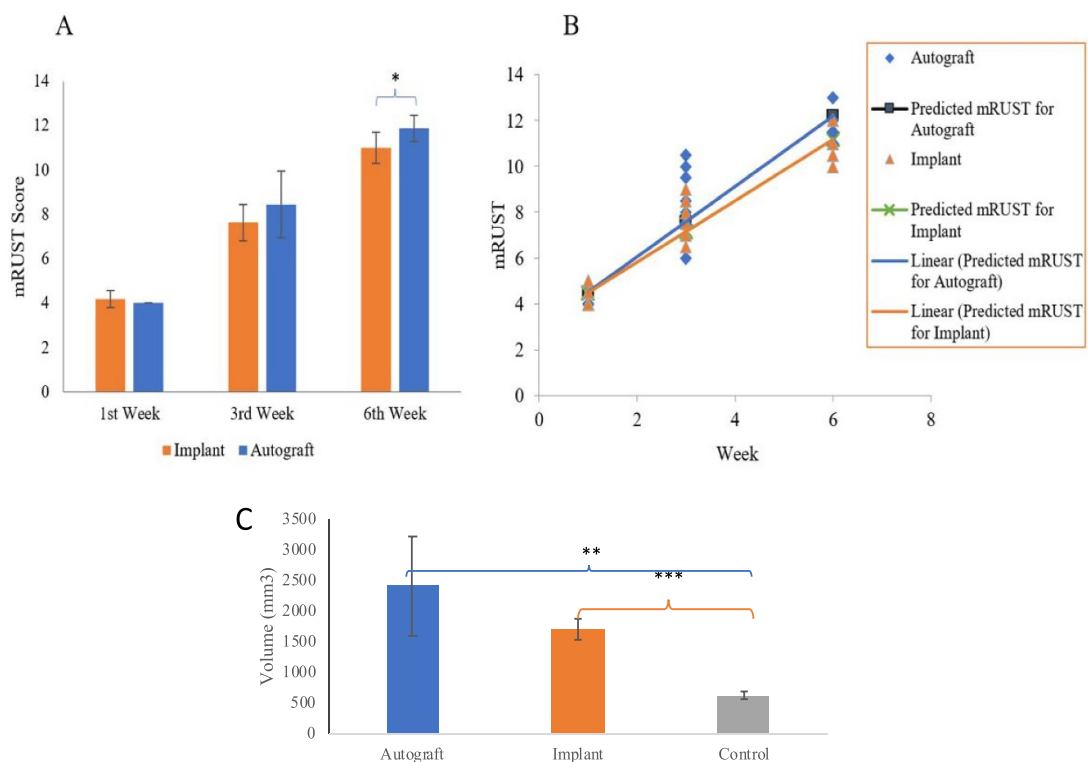 A
mRUST Score
14
12
10
8
6
4
2
0
*
1st Week
3rd Week
6th Week
Implant
Autograft
B
mRUST
14
12
10
8
6
4
2
0
0
2
4
6
8
Week
Autograft
Predicted mRUST for
Autograft
Implant
Predicted mRUST for
Implant
Linear (Predicted mRUST
for Autograft)
Linear (Predicted mRUST
for Implant)
C
Volume (mm3)
3500
3000
2500
2000
1500
1000
500
0
**
***
Autograft
Implant
Control